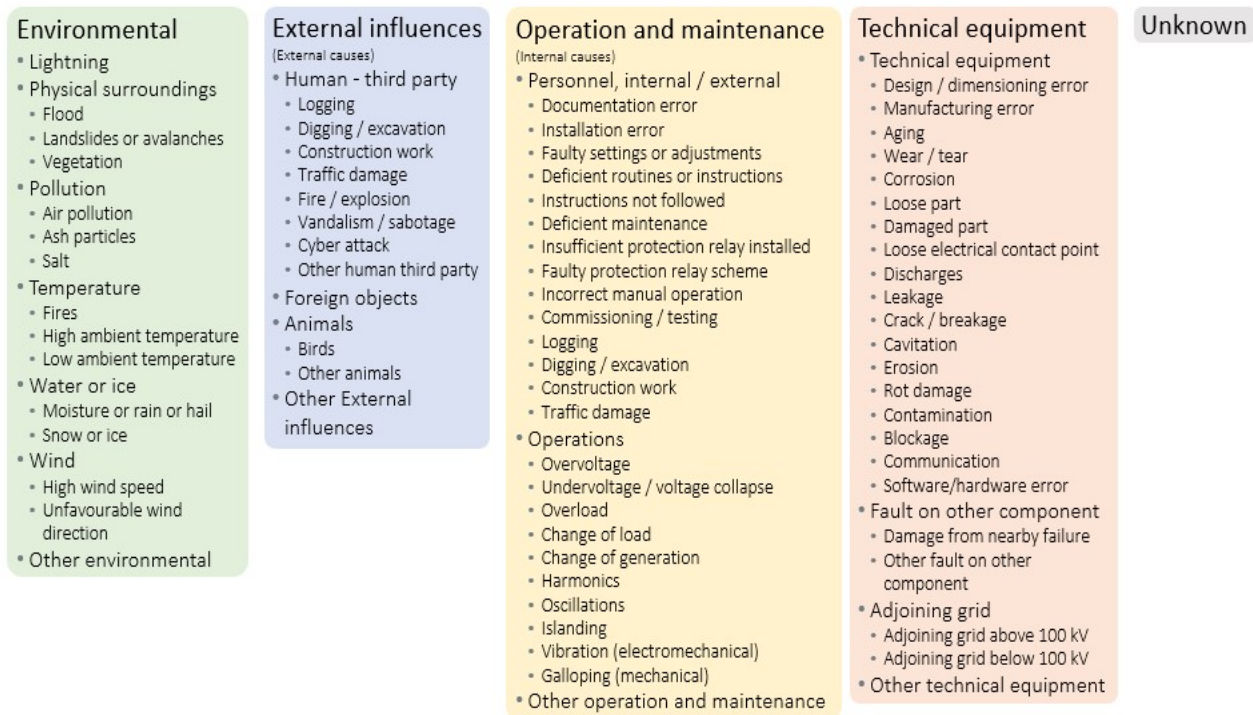 Environmental
• Lightning
• Physical surroundings
• Flood
• Landslides or avalanches
• Vegetation
• Pollution
• Air pollution
• Ash particles
• Salt
• Temperature
• Fires
• High ambient temperature
• Low ambient temperature
• Water or ice
• Moisture or rain or hail
• Snow or ice
• Wind
• High wind speed
• Unfavourable wind
direction
• Other environmental
External influences
(External causes)
• Human - third party
• Logging
• Digging / excavation
• Construction work
• Traffic damage
• Fire / explosion
• Vandalism / sabotage
• Cyber attack
• Other human third party
• Foreign objects
• Animals
• Birds
• Other animals
• Other External
influences
Operation and maintenance
(Internal causes)
• Personnel, internal / external
• Documentation error
• Installation error
• Faulty settings or adjustments
• Deficient routines or instructions
• Instructions not followed
• Deficient maintenance
• Insufficient protection relay installed
• Faulty protection relay scheme
• Incorrect manual operation
• Commissioning / testing
• Logging
• Digging / excavation
• Construction work
• Traffic damage
• Operations
• Overvoltage
• Undervoltage / voltage collapse
• Overload
• Change of load
• Change of generation
• Harmonics
• Oscillations
• Islanding
• Vibration (electromechanical)
• Galloping (mechanical)
• Other operation and maintenance
Technical equipment
• Technical equipment
• Design / dimensioning error
• Manufacturing error
• Aging
• Wear / tear
• Corrosion
• Loose part
• Damaged part
• Loose electrical contact point
• Discharges
• Leakage
• Crack / breakage
• Cavitation
• Erosion
• Rot damage
• Contamination
• Blockage
• Communication
• Software/hardware error
• Fault on other component
• Damage from nearby failure
• Other fault on other
component
• Adjoining grid
• Adjoining grid above 100 kV
• Adjoining grid below 100 kV
• Other technical equipment
Unknown